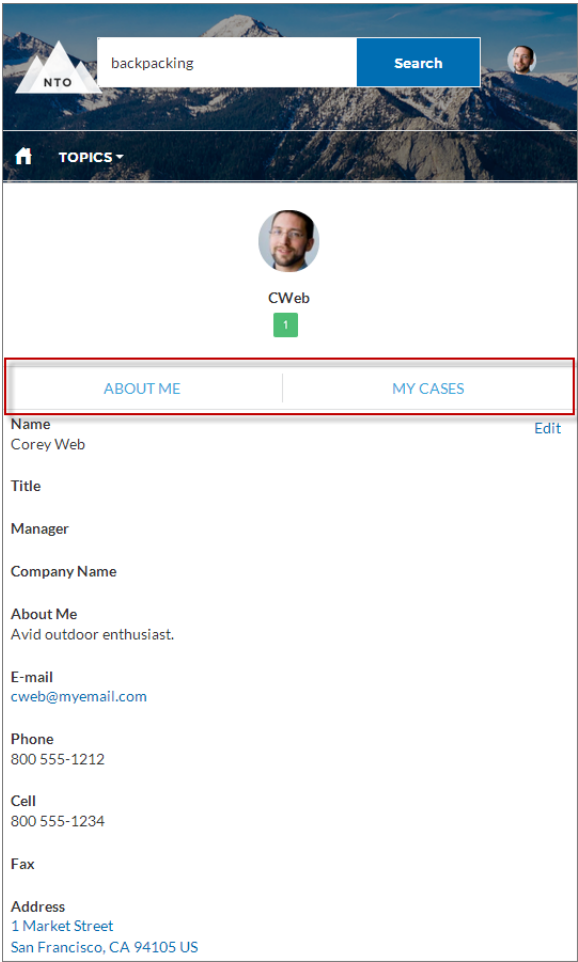 NTO
backpacking
Search
TOPICS
CWeb
1
ABOUT ME
MY CASES
Name
Edit
Corey Web
Title
Manager
Company Name
About Me
Avid outdoor enthusiast.
E-mail
cweb@myemail.com
Phone
800 555-1212
Cell
800 555-1234
Fax
Address
1 Market Street
San Francisco, CA 94105 US